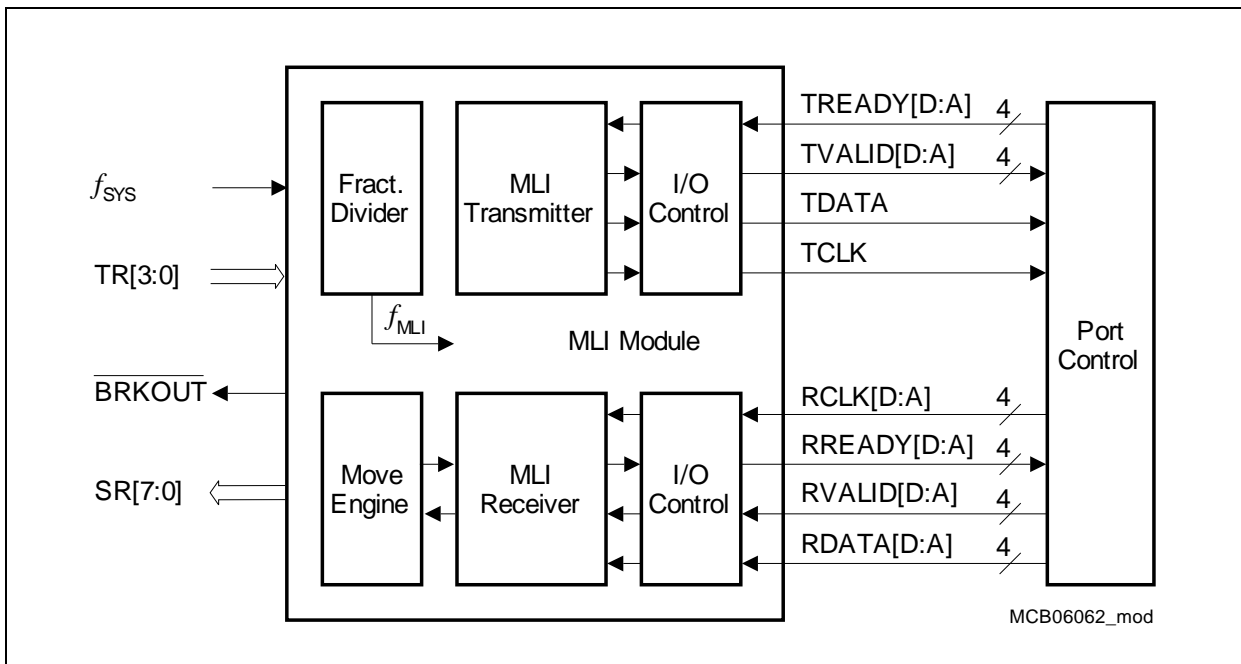 f_SYS
TR[3:0]
BRKOUT
SR[7:0]
Fract.
Divider
MLI
Transmitter
I/O
Control
f_MLI
MLI Module
Move
Engine
MLI
Receiver
I/O
Control
TREADY[D:A] 4
TVALID[D:A] 4
TDATA
TCLK
RCLK[D:A] 4
RREADY[D:A] 4
RVALID[D:A] 4
RDATA[D:A] 4
Port
Control
MCB06062_mod